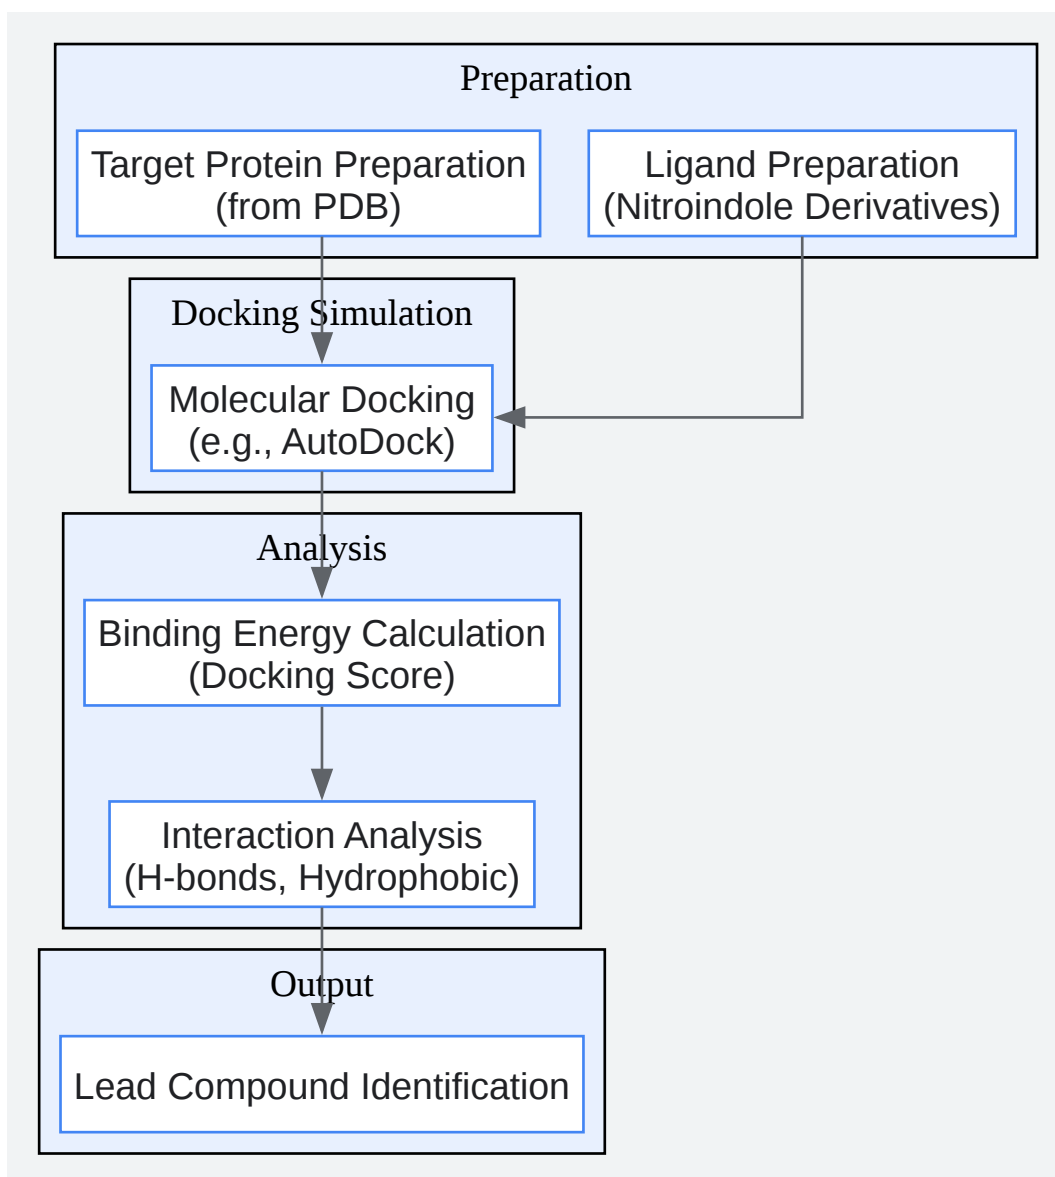 Preparation
Target Protein Preparation
(from PDB)
Ligand Preparation
(Nitroindole Derivatives)
Docking Simulation
Molecular Docking
(e.g., AutoDock)
Analysis
Binding Energy Calculation
(Docking Score)
Interaction Analysis
(H-bonds, Hydrophobic)
Output
Lead Compound Identification